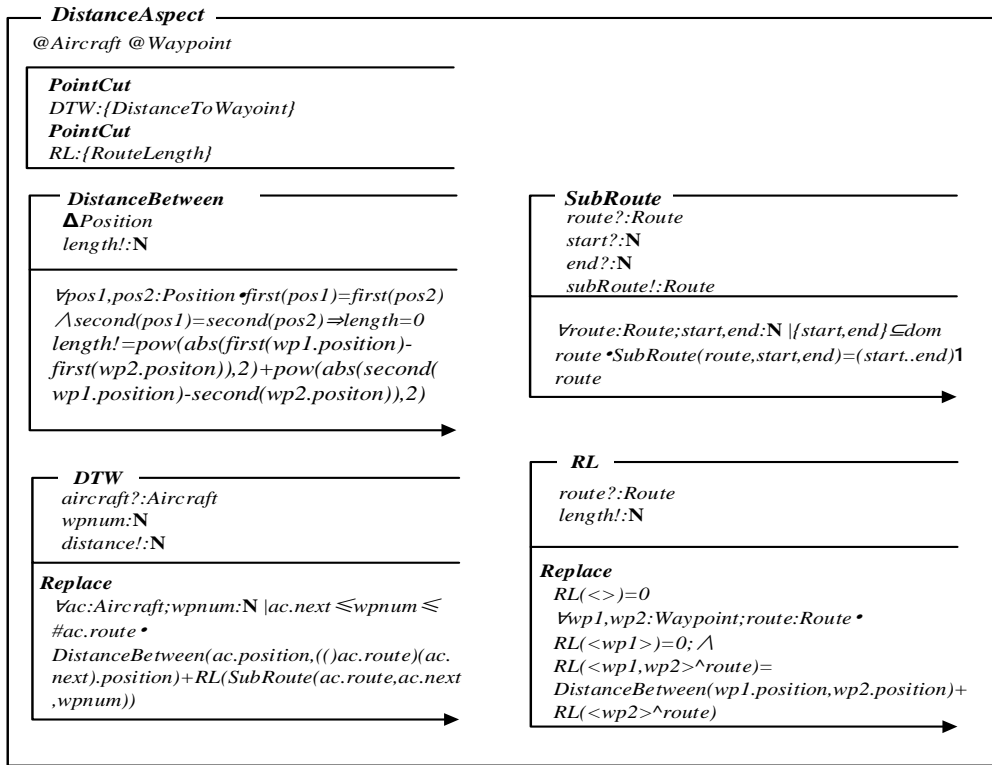 DistanceAspect
@Aircraft @Waypoint
PointCut
DTW:{DistanceToWayoint}
PointCut
RL:{RouteLength}
DistanceBetween
ΔPosition
length!:N
∀pos1,pos2:Position•first(pos1)=first(pos2)
∧second(pos1)=second(pos2)⇒length=0
length!=pow(abs(first(wp1.position)-
first(wp2.positon)),2)+pow(abs(second(
wp1.position)-second(wp2.positon)),2)
SubRoute
route?:Route
start?:N
end?:N
subRoute!:Route
∀route:Route;start,end:N |{start,end}⊆dom
route•SubRoute(route,start,end)=(start..end)1
route
DTW
aircraft?:Aircraft
wpnum:N
distance!:N
Replace
∀ac:Aircraft;wpnum:N |ac.next≤wpnum≤
#ac.route•
DistanceBetween(ac.position,(()ac.route)(ac.
next).position)+RL(SubRoute(ac.route,ac.next
,wpnum))
RL
route?:Route
length!:N
Replace
RL(<>)=0
∀wp1,wp2:Waypoint;route:Route•
RL(<wp1>)=0;∧
RL(<wp1,wp2>^route)=
DistanceBetween(wp1.position,wp2.position)+
RL(<wp2>^route)